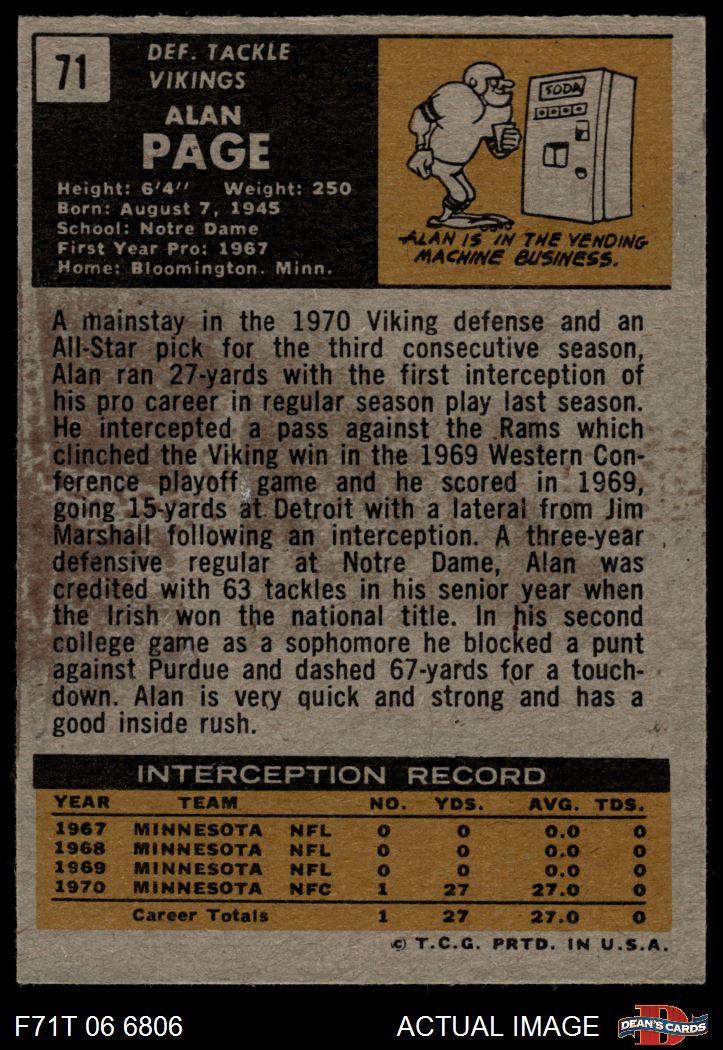 71
DEF. TACKLE
VIKINGS
ALAN
PAGE
Height: 6'4'' Weight: 250
Born: August 7, 1945
School: Notre Dame
First Year Pro: 1967
Home: Bloomington. Minn.
SODA
ALAN IS IN THE VENDING
MACHINE BUSINESS.
A mainstay in the 1970 Viking defense and an
All-Star pick for the third consecutive season,
Alan ran 27-yards with the first interception of
his pro career in regular season play last season.
He intercepted a pass against the Rams which
clinched the Viking win in the 1969 Western Con-
ference playoff game and he scored in 1969,
going 15-yards at Detroit with a lateral from Jim
Marshall following an interception. A three-year
defensive regular at Notre Dame, Alan was
credited with 63 tackles in his senior year when
the Irish won the national title. In his second
college game as a sophomore he blocked a punt
against Purdue and dashed 67-yards for a touch-
down. Alan is very quick and strong and has a
good inside rush.
INTERCEPTION RECORD
YEAR TEAM NO. YDS. AVG. TDS.
1967 MINNESOTA NFL 0 0 0.0 0
1968 MINNESOTA NFL 0 0 0.0 0
1969 MINNESOTA NFL 0 0 0.0 0
1970 MINNESOTA NFC 1 27 27.0 0
Career Totals 1 27 27.0 0
© T.C.G. PRTD. IN U.S.A.
F71T 06 6806 ACTUAL IMAGE D DEAN'S CARDS